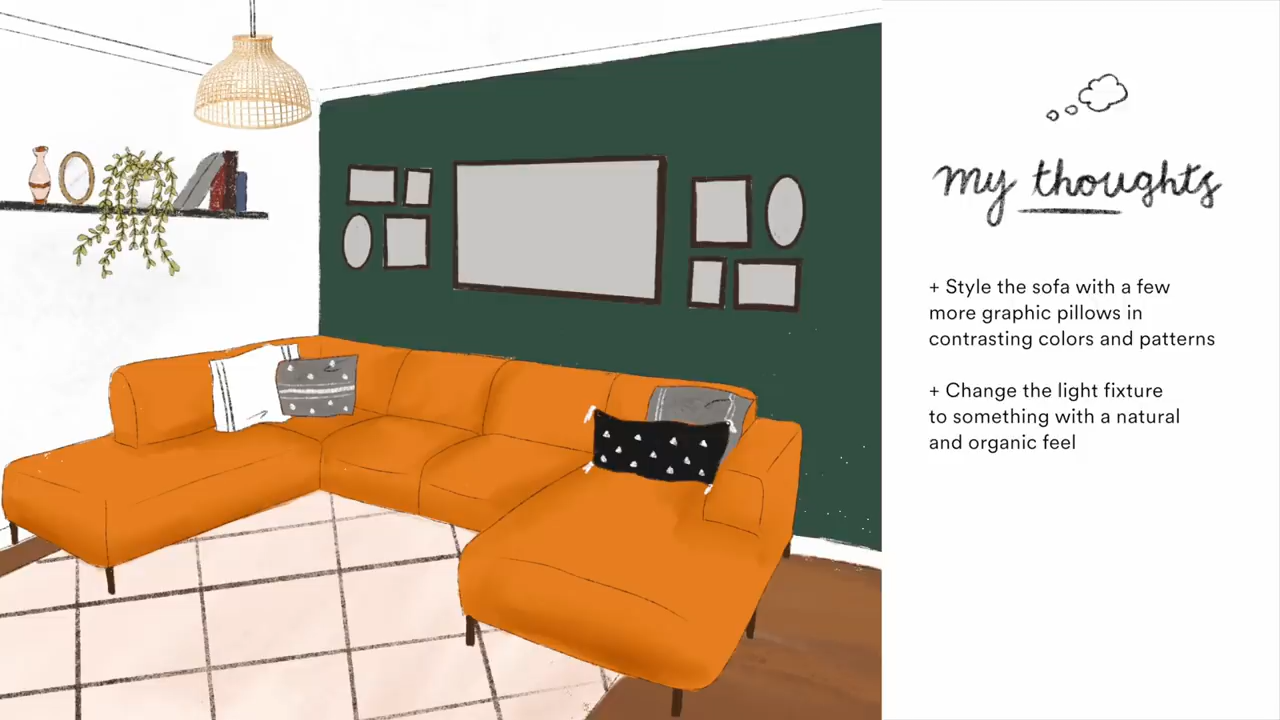 my thoughts
+ Style the sofa with a few
more graphic pillows in
contrasting colors and patterns
+ Change the light fixture
to something with a natural
and organic feel